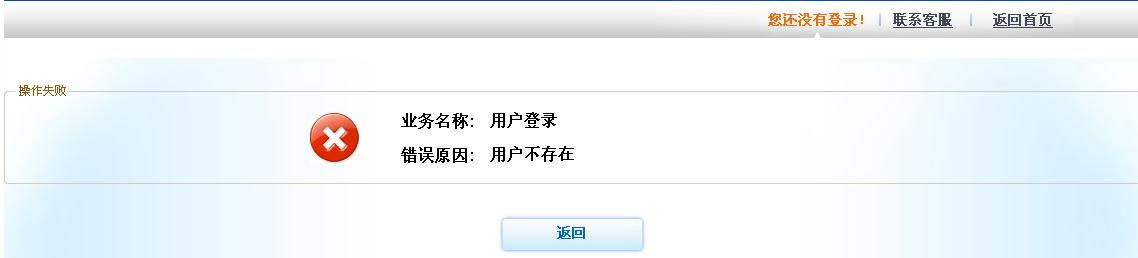 您还没有登录! | 联系客服 | 返回首页
操作失败
业务名称: 用户登录
错误原因: 用户不存在
返回